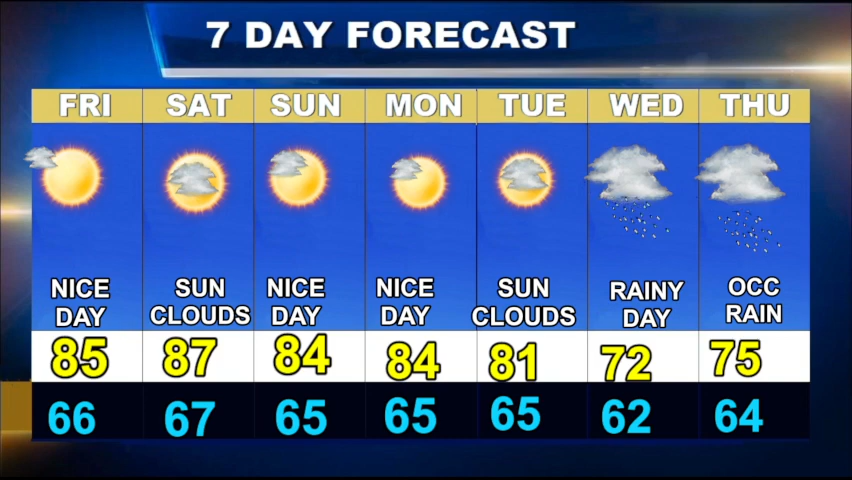 7 DAY FORECAST
FRI SAT SUN MON TUE WED THU
NICE SUN NICE NICE SUN RAINY OCC
DAY CLOUDS DAY DAY CLOUDS DAY RAIN
85 87 84 84 81 72 75
66 67 65 65 65 62 64